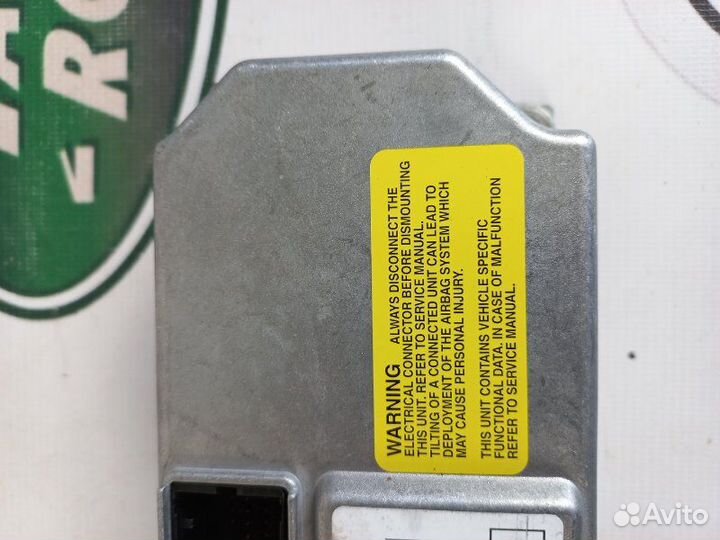 WARNING ALWAYS DISCONNECT THE
ELECTRICAL CONNECTOR BEFORE DISMOUNTING
THIS UNIT. REFER TO SERVICE MANUAL.
TILTING OF A CONNECTED UNIT CAN LEAD TO
DEPLOYMENT OF THE AIRBAG SYSTEM WHICH
MAY CAUSE PERSONAL INJURY.
THIS UNIT CONTAINS VEHICLE SPECIFIC
FUNCTIONAL DATA. IN CASE OF MALFUNCTION
REFER TO SERVICE MANUAL.
Avito